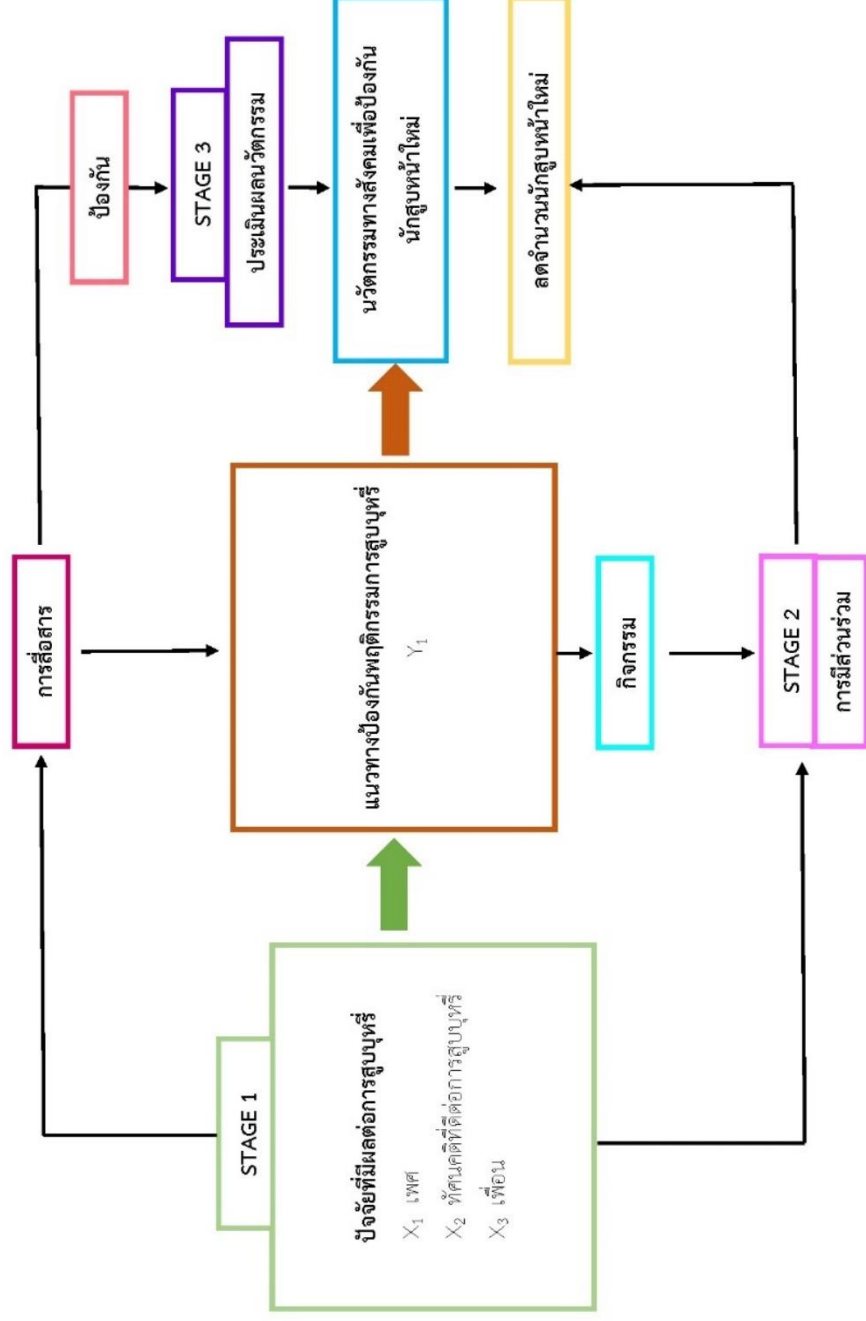 การสื่อสาร
ป้องกัน
STAGE 1
ปัจจัยที่มีผลต่อการสูบบุหรี่
X₁ เพศ
X₂ ทัศนคติที่ดีต่อการสูบบุหรี่
X₃ เพื่อน
แนวทางป้องกันพฤติกรรมการสูบบุหรี่
Y₁
STAGE 3
ประเมินผลนวัตกรรม
นวัตกรรมทางสังคมเพื่อป้องกัน
นักสูบหน้าใหม่
กิจกรรม
ลดจำนวนนักสูบหน้าใหม่
STAGE 2
การมีส่วนร่วม